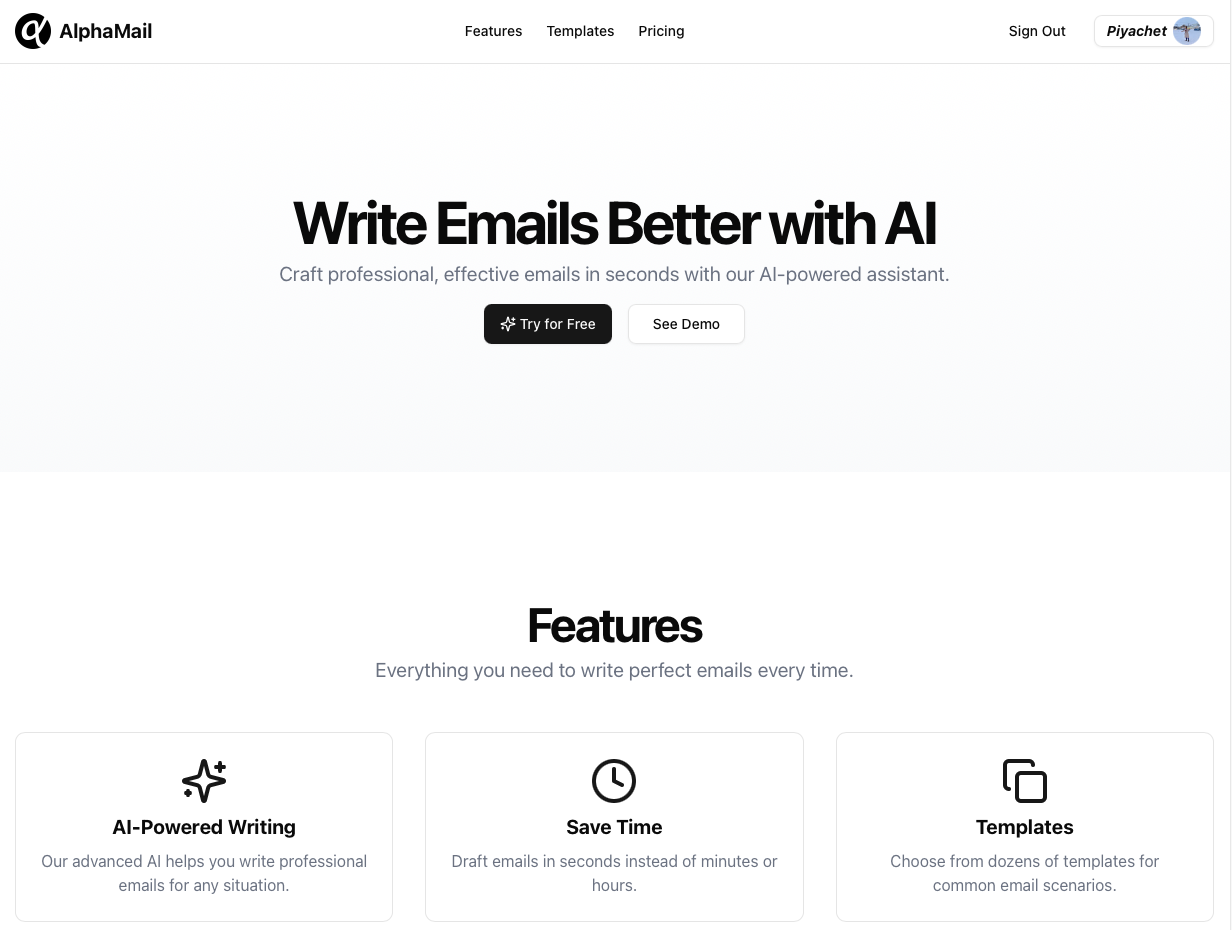 AlphaMail
Features
Templates
Pricing
Sign Out
Piyachet
Write Emails Better with AI
Craft professional, effective emails in seconds with our AI-powered assistant.
Try for Free
See Demo
Features
Everything you need to write perfect emails every time.
AI-Powered Writing
Our advanced AI helps you write professional
emails for any situation.
Save Time
Draft emails in seconds instead of minutes or
hours.
Templates
Choose from dozens of templates for
common email scenarios.